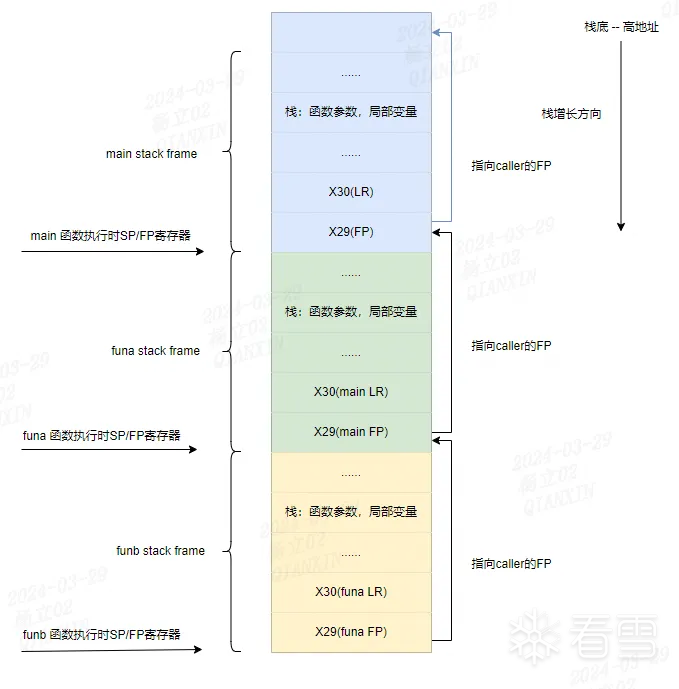 栈底 -- 高地址
......
栈增长方向
栈：函数参数，局部变量
main stack frame
......
指向caller的FP
X30(LR)
main 函数执行时SP/FP寄存器
X29(FP)
......
栈：函数参数，局部变量
funa stack frame
......
指向caller的FP
X30(main LR)
funa 函数执行时SP/FP寄存器
X29(main FP)
......
栈：函数参数，局部变量
funb stack frame
......
指向caller的FP
X30(funa LR)
funb 函数执行时SP/FP寄存器
X29(funa FP)
看雪
2024-03-29
杨立02
QIANXIN